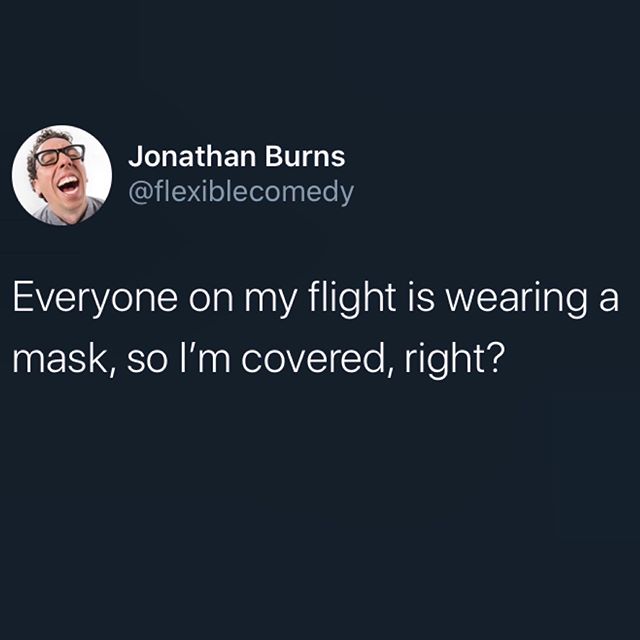 Jonathan Burns
@flexiblecomedy
Everyone on my flight is wearing a
mask, so I’m covered, right?